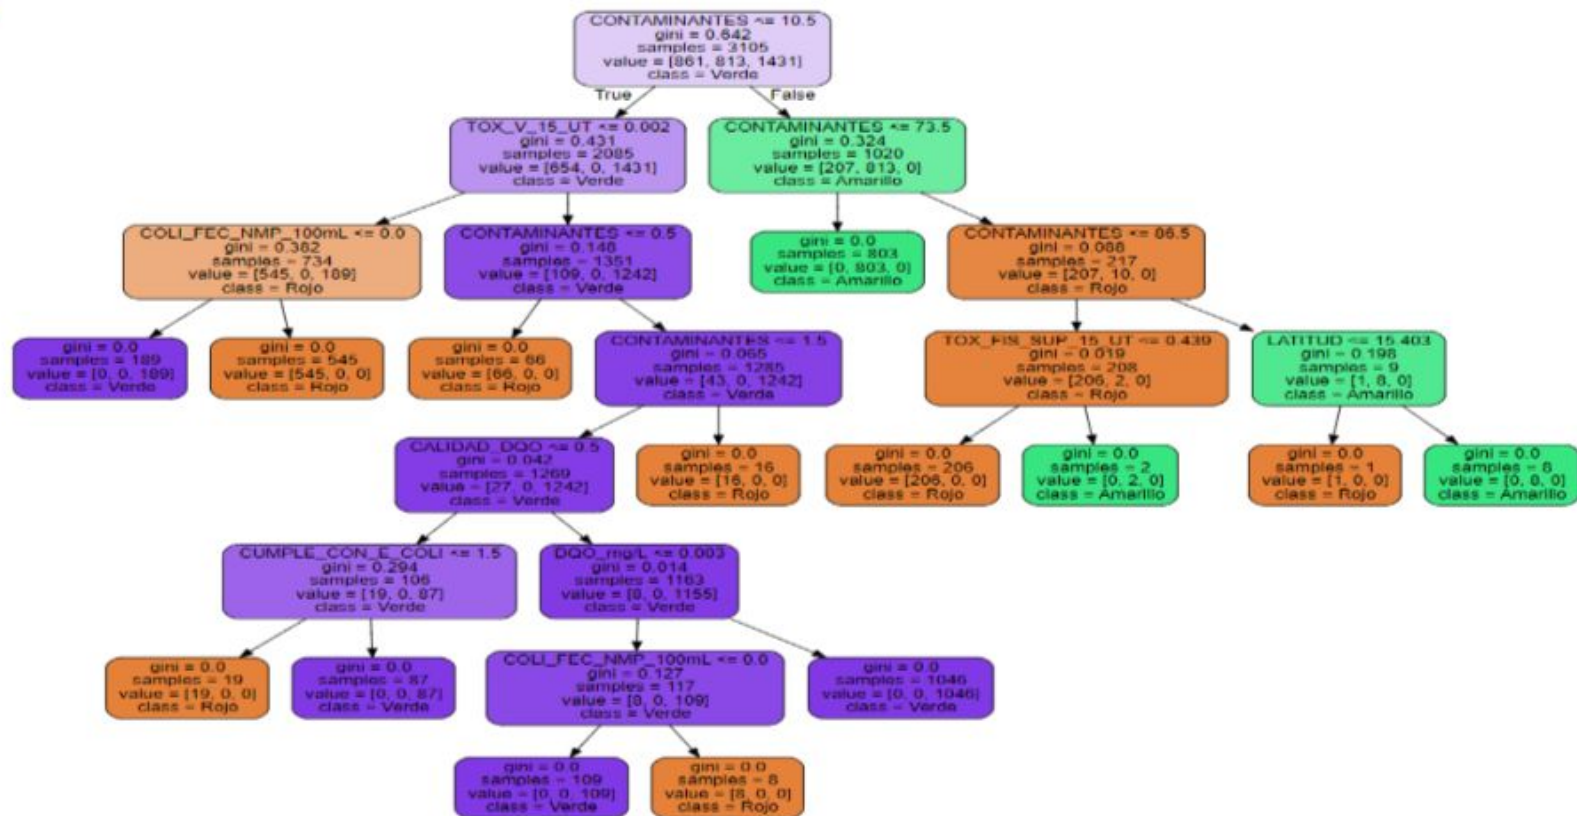 CONTAMINANTES <= 10.5
gini = 0.642
samples = 3105
value = [861, 813, 1431]
class = Verde
True
False
TOX_V_15_UT <= 0.002
gini = 0.431
samples = 2085
value = [654, 0, 1431]
class = Verde
CONTAMINANTES <= 73.5
gini = 0.324
samples = 1020
value = [207, 813, 0]
class = Amarillo
COLI_FEC_NMP_100mL <= 0.0
gini = 0.382
samples = 734
value = [545, 0, 189]
class = Rojo
CONTAMINANTES <= 0.5
gini = 0.148
samples = 1351
value = [109, 0, 1242]
class = Verde
gini = 0.0
samples = 803
value = [0, 803, 0]
class = Amarillo
CONTAMINANTES <= 86.5
gini = 0.088
samples = 217
value = [207, 10, 0]
class = Rojo
gini = 0.0
samples = 189
value = [0, 0, 189]
class = Verde
gini = 0.0
samples = 545
value = [545, 0, 0]
class = Rojo
gini = 0.0
samples = 66
value = [66, 0, 0]
class = Rojo
CONTAMINANTES <= 1.5
gini = 0.065
samples = 1285
value = [43, 0, 1242]
class = Verde
TOX_FIS_SUP_15_UT <= 0.439
gini = 0.019
samples = 208
value = [206, 2, 0]
class = Rojo
LATITUD <= 15.403
gini = 0.198
samples = 9
value = [1, 8, 0]
class = Amarillo
CALIDAD_DQO <= 0.5
gini = 0.042
samples = 1269
value = [27, 0, 1242]
class = Verde
gini = 0.0
samples = 16
value = [16, 0, 0]
class = Rojo
gini = 0.0
samples = 206
value = [206, 0, 0]
class = Rojo
gini = 0.0
samples = 2
value = [0, 2, 0]
class = Amarillo
gini = 0.0
samples = 1
value = [1, 0, 0]
class = Rojo
gini = 0.0
samples = 8
value = [0, 8, 0]
class = Amarillo
CUMPLE_CON_E_COLI <= 1.5
gini = 0.294
samples = 106
value = [19, 0, 87]
class = Verde
DQO_mg/L <= 0.003
gini = 0.014
samples = 1163
value = [8, 0, 1155]
class = Verde
gini = 0.0
samples = 19
value = [19, 0, 0]
class = Rojo
gini = 0.0
samples = 87
value = [0, 0, 87]
class = Verde
COLI_FEC_NMP_100mL <= 0.0
gini = 0.127
samples = 117
value = [8, 0, 109]
class = Verde
gini = 0.0
samples = 1046
value = [0, 0, 1046]
class = Verde
gini = 0.0
samples = 109
value = [0, 0, 109]
class = Verde
gini = 0.0
samples = 8
value = [8, 0, 0]
class = Rojo